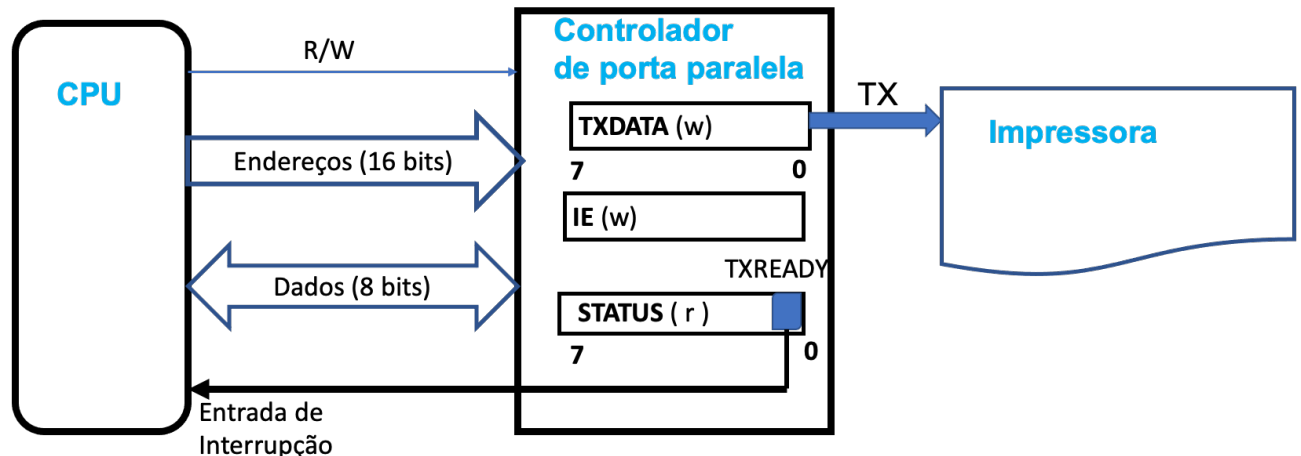 CPU
R/W
Endereços (16 bits)
Dados (8 bits)
Entrada de
Interrupção
Controlador
de porta paralela
TXDATA (w)
7 0
IE (w)
TXREADY
STATUS ( r )
7 0
TX
Impressora